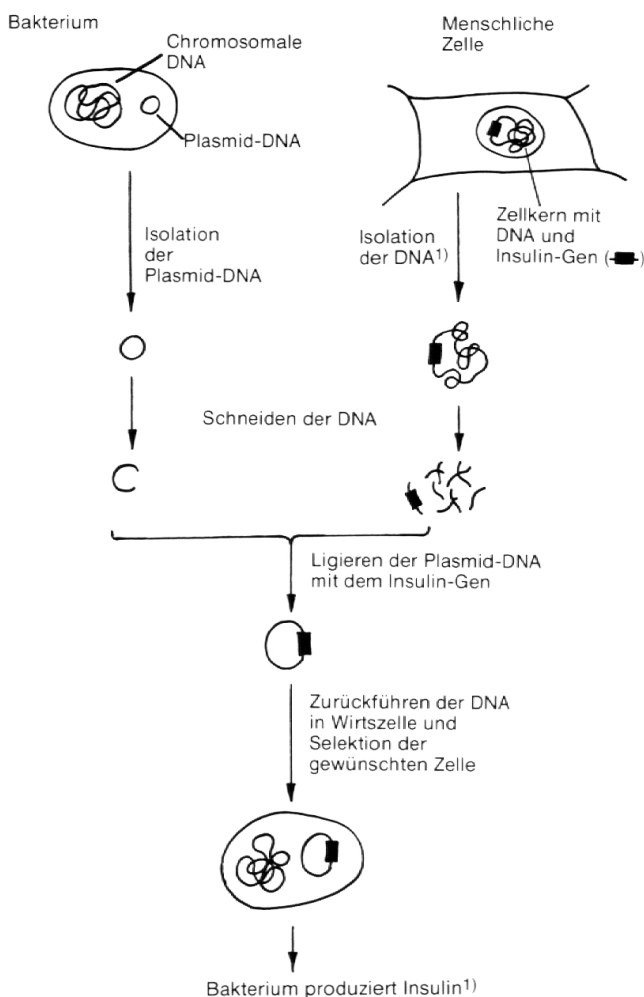 Bakterium
Chromosomale
DNA
Plasmid-DNA
Menschliche
Zelle
Zellkern mit
DNA und
Insulin-Gen ( )
Isolation
der
Plasmid-DNA
Isolation
der DNA¹⁾
Schneiden der DNA
Ligieren der Plasmid-DNA
mit dem Insulin-Gen
Zurückführen der DNA
in Wirtszelle und
Selektion der
gewünschten Zelle
Bakterium produziert Insulin¹⁾